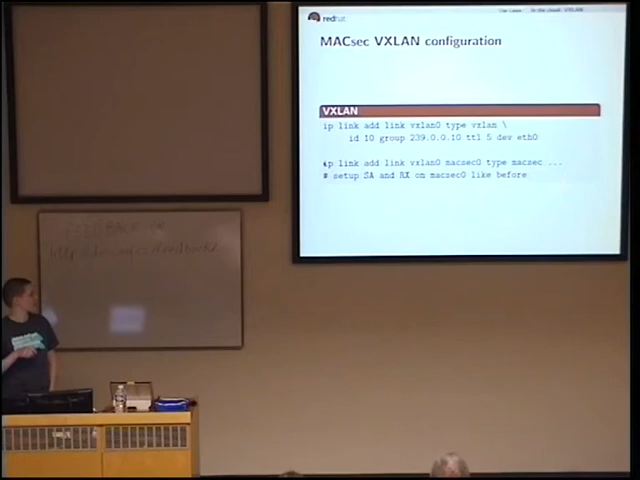 redhat
MACsec VXLAN configuration
VXLAN
ip link add link vxlan0 type vxlan \
id 10 group 239.0.0.10 ttl 5 dev eth0
ip link add link vxlan0 macsec0 type macsec ...
# setup SA and RX on macsec0 like before
FEEDBACK